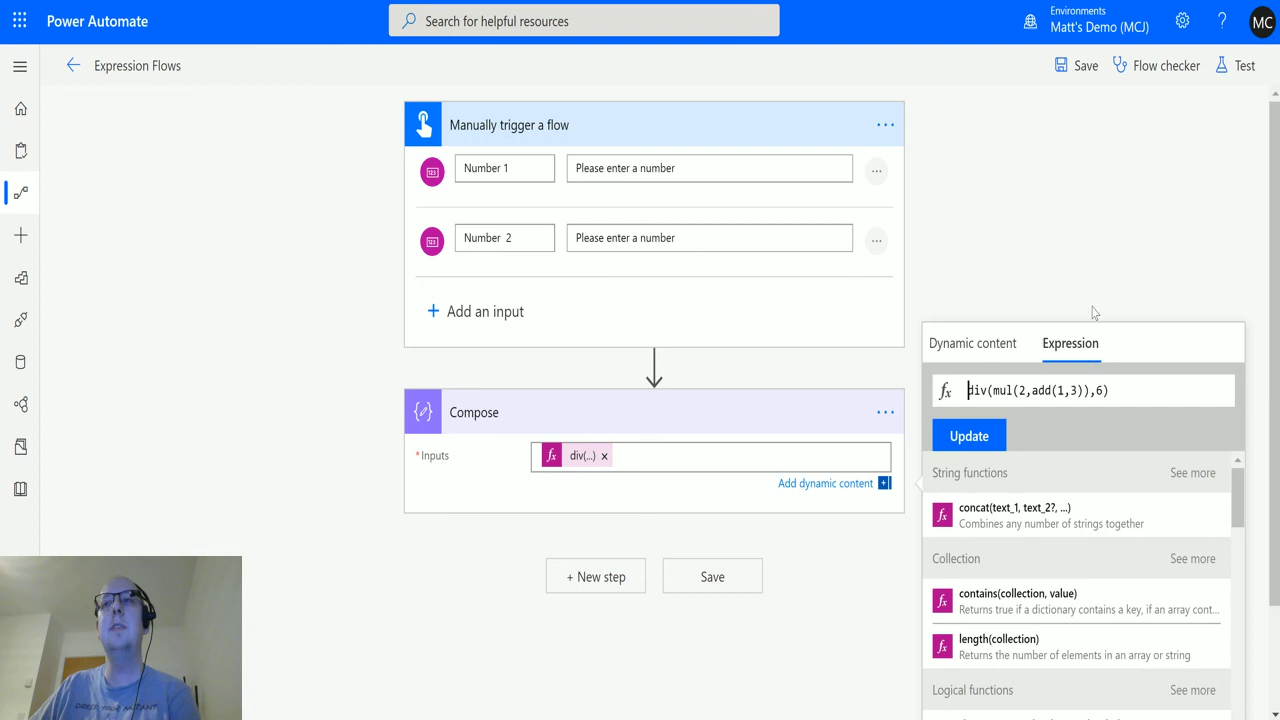 Power Automate
Search for helpful resources
Environments
Matt's Demo (MCJ)
MC
Expression Flows
Save
Flow checker
Test
Manually trigger a flow
Number 1
Please enter a number
Number 2
Please enter a number
+ Add an input
Compose
* Inputs
fx div(...) x
Add dynamic content
+ New step
Save
Dynamic content
Expression
fx div(mul(2,add(1,3)),6)
Update
String functions
See more
fx concat(text_1, text_2?, ...)
Combines any number of strings together
Collection
See more
fx contains(collection, value)
Returns true if a dictionary contains a key, if an array cont...
fx length(collection)
Returns the number of elements in an array or string
Logical functions
See more